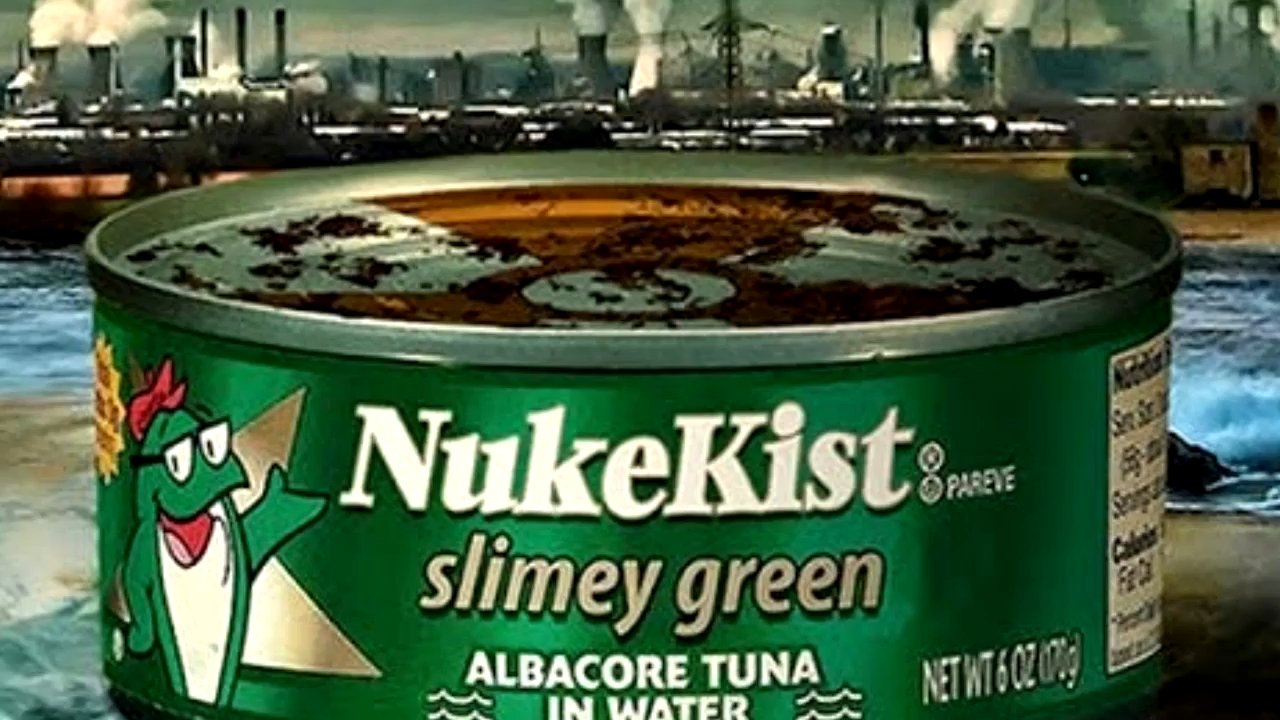 NukeKist
PAREVE
slimey green
ALBACORE TUNA
IN WATER
NET WT 6 OZ (170g)